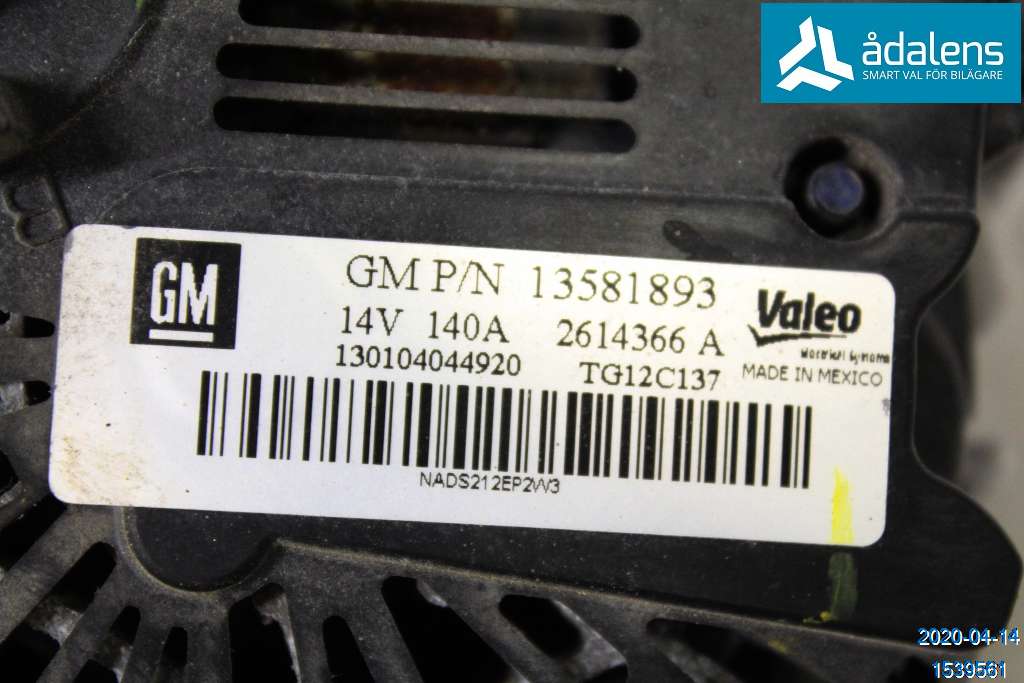 ådalens
SMART VAL FÖR BILÄGARE
B
GM
GM P/N 13581893
14V 140A 2614366 A
Valeo
130104044920 TG12C137
MADE IN MEXICO
NADS212EP2W3
2020-04-14
1539561